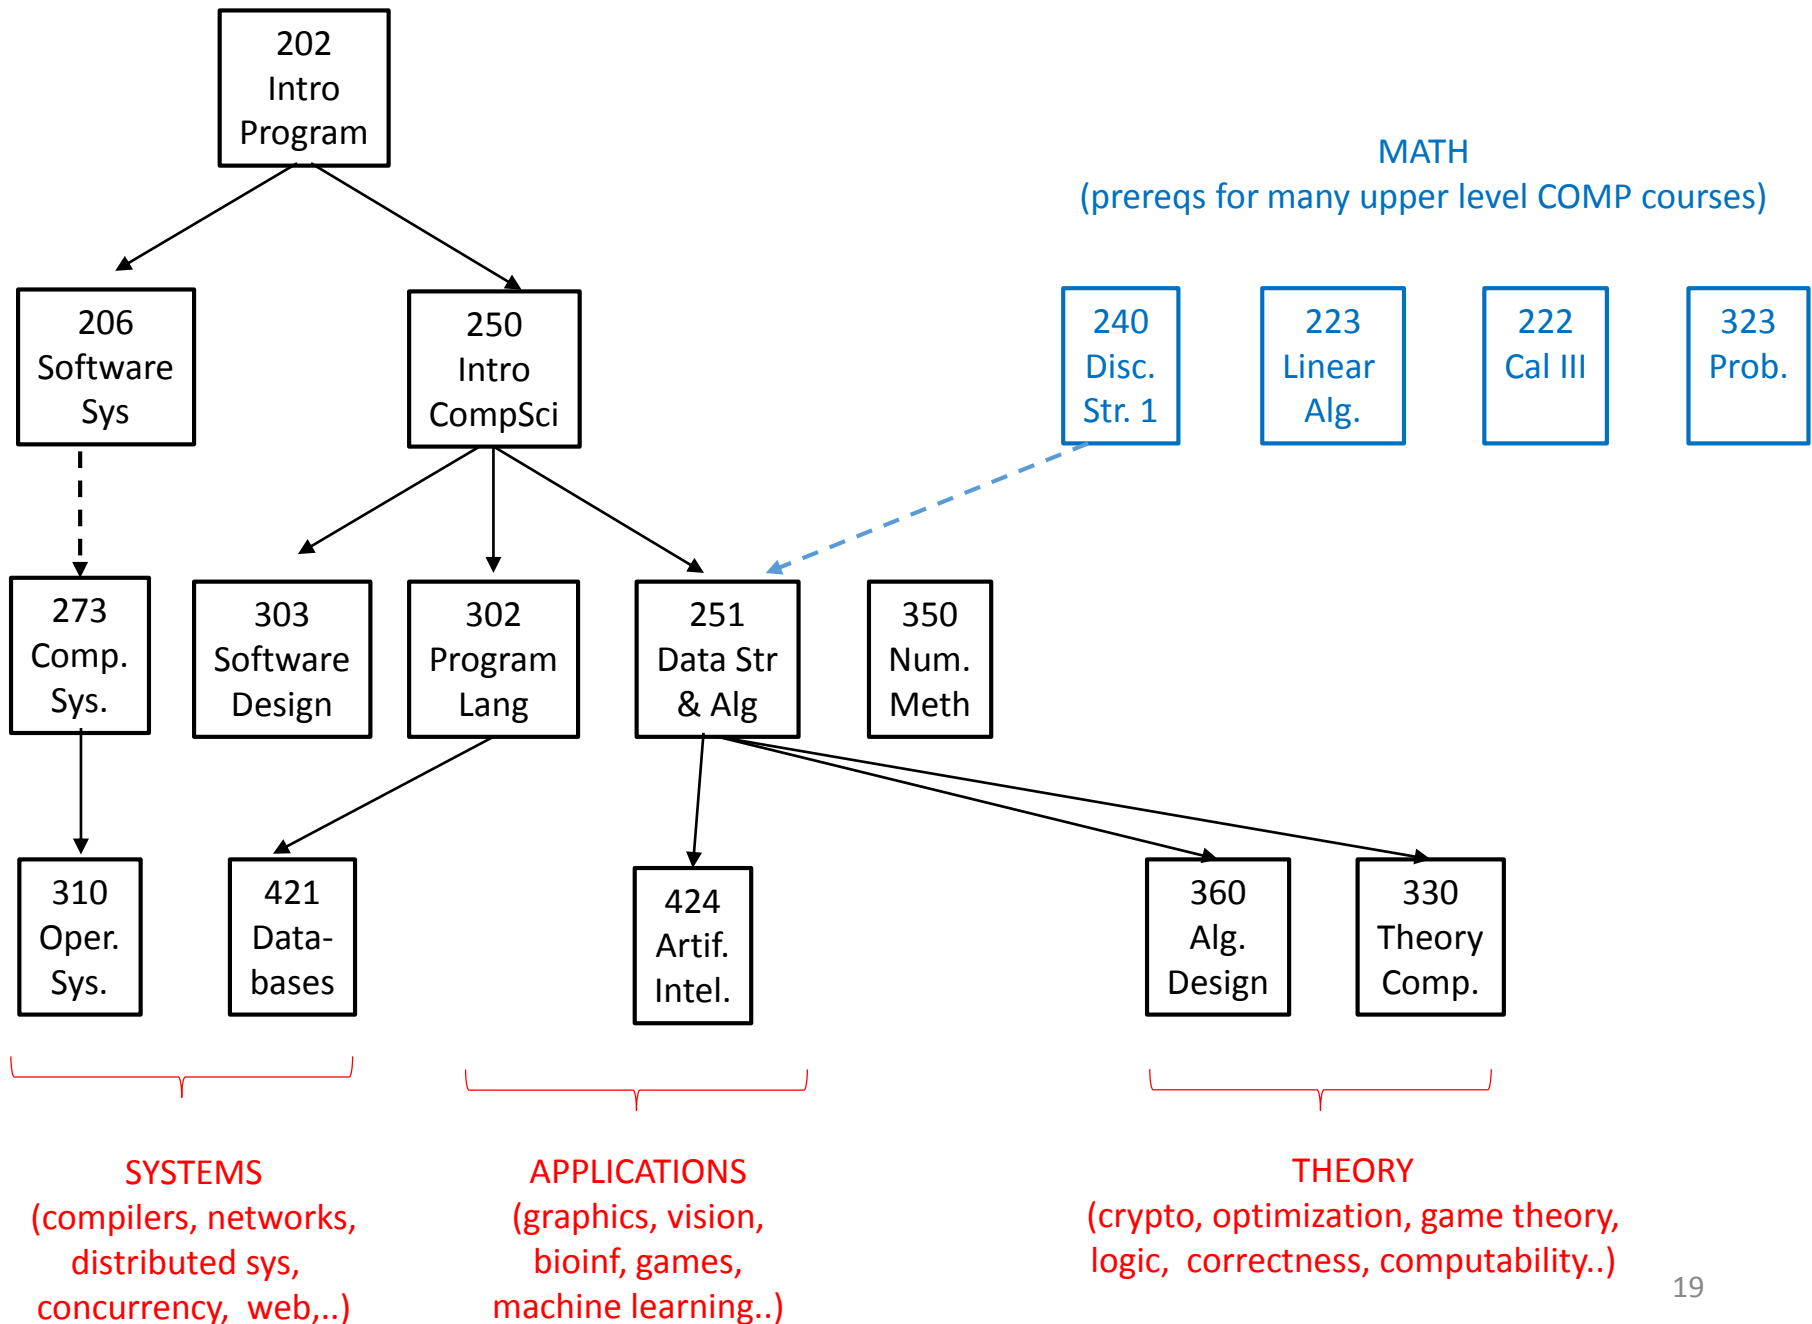 202
Intro
Program
MATH
(prereqs for many upper level COMP courses)
206
Software
Sys
250
Intro
CompSci
240
Disc.
Str. 1
223
Linear
Alg.
222
Cal III
323
Prob.
273
Comp.
Sys.
303
Software
Design
302
Program
Lang
251
Data Str
& Alg
350
Num.
Meth
310
Oper.
Sys.
421
Data-
bases
424
Artif.
Intel.
360
Alg.
Design
330
Theory
Comp.
SYSTEMS
(compilers, networks,
distributed sys,
concurrency, web,..)
APPLICATIONS
(graphics, vision,
bioinf, games,
machine learning..)
THEORY
(crypto, optimization, game theory,
logic, correctness, computability..)
19